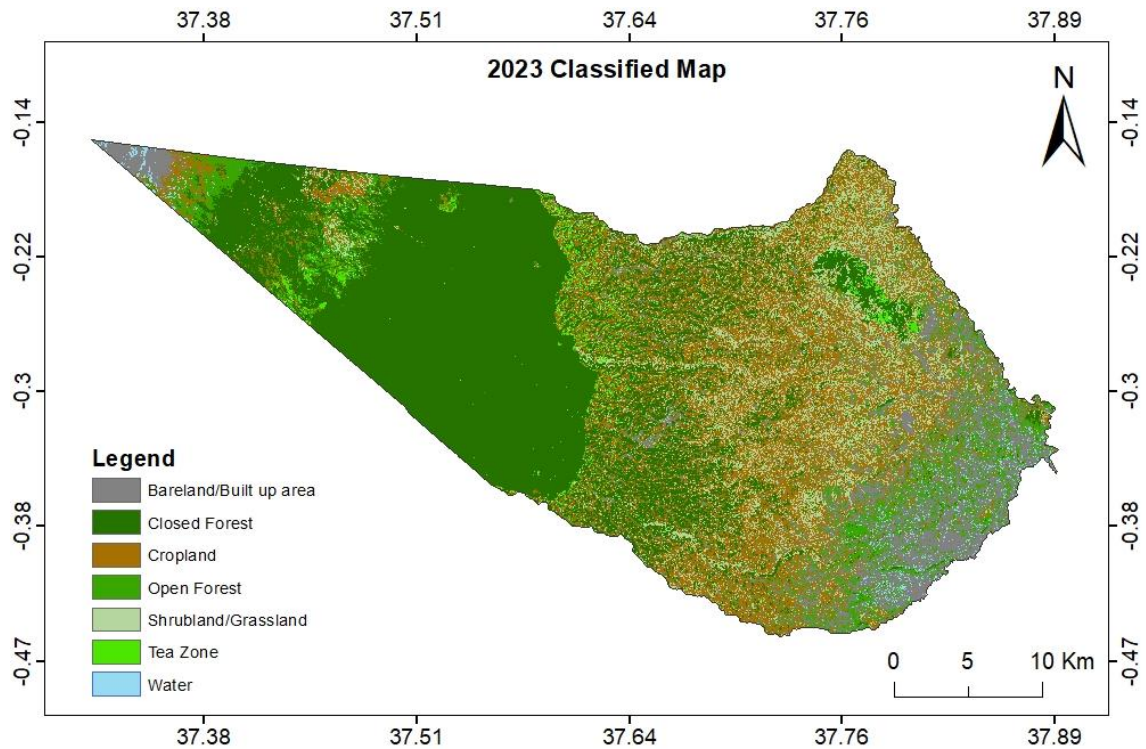 37.38 37.51 37.64 37.76 37.89
2023 Classified Map
N
-0.14 -0.14
-0.22 -0.22
-0.3 -0.3
-0.38 -0.38
-0.47 -0.47
Legend
Bareland/Built up area
Closed Forest
Cropland
Open Forest
Shrubland/Grassland
Tea Zone
Water
0 5 10 Km
37.38 37.51 37.64 37.76 37.89